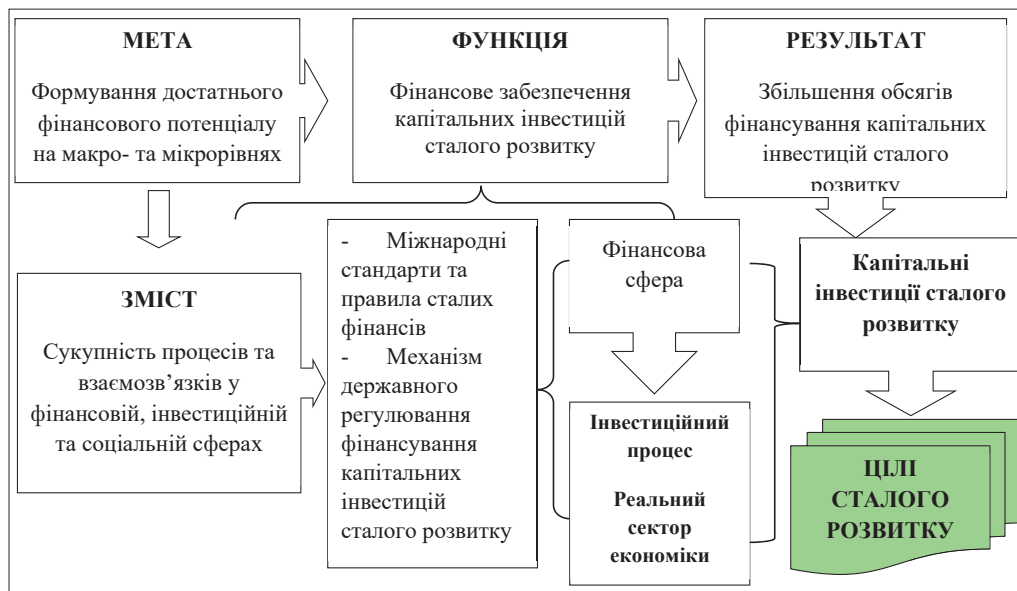 МЕТА
Формування достатнього
фінансового потенціалу
на макро- та мікрорівнях
ФУНКЦІЯ
Фінансове забезпечення
капітальних інвестицій
сталого розвитку
РЕЗУЛЬТАТ
Збільшення обсягів
фінансування капітальних
інвестицій сталого
розвитку
ЗМІСТ
Сукупність процесів та
взаємозв’язків у
фінансовій, інвестиційній
та соціальній сферах
- Міжнародні
стандарти та
правила сталих
фінансів
- Механізм
державного
регулювання
фінансування
капітальних
інвестицій
сталого розвитку
Фінансова
сфера
Інвестиційний
процес
Реальний
сектор
економіки
Капітальні
інвестиції сталого
розвитку
ЦІЛІ
СТАЛОГО
РОЗВИТКУ